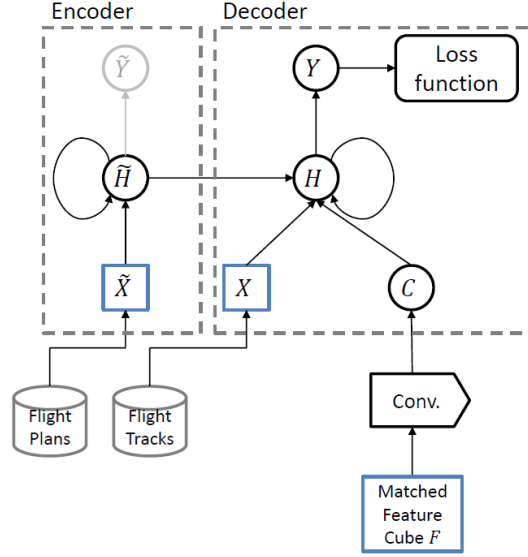 Encoder
Decoder
Ỹ
Y
Loss
function
H̃
H
X̃
X
C
Flight
Plans
Flight
Tracks
Conv.
Matched
Feature
Cube F